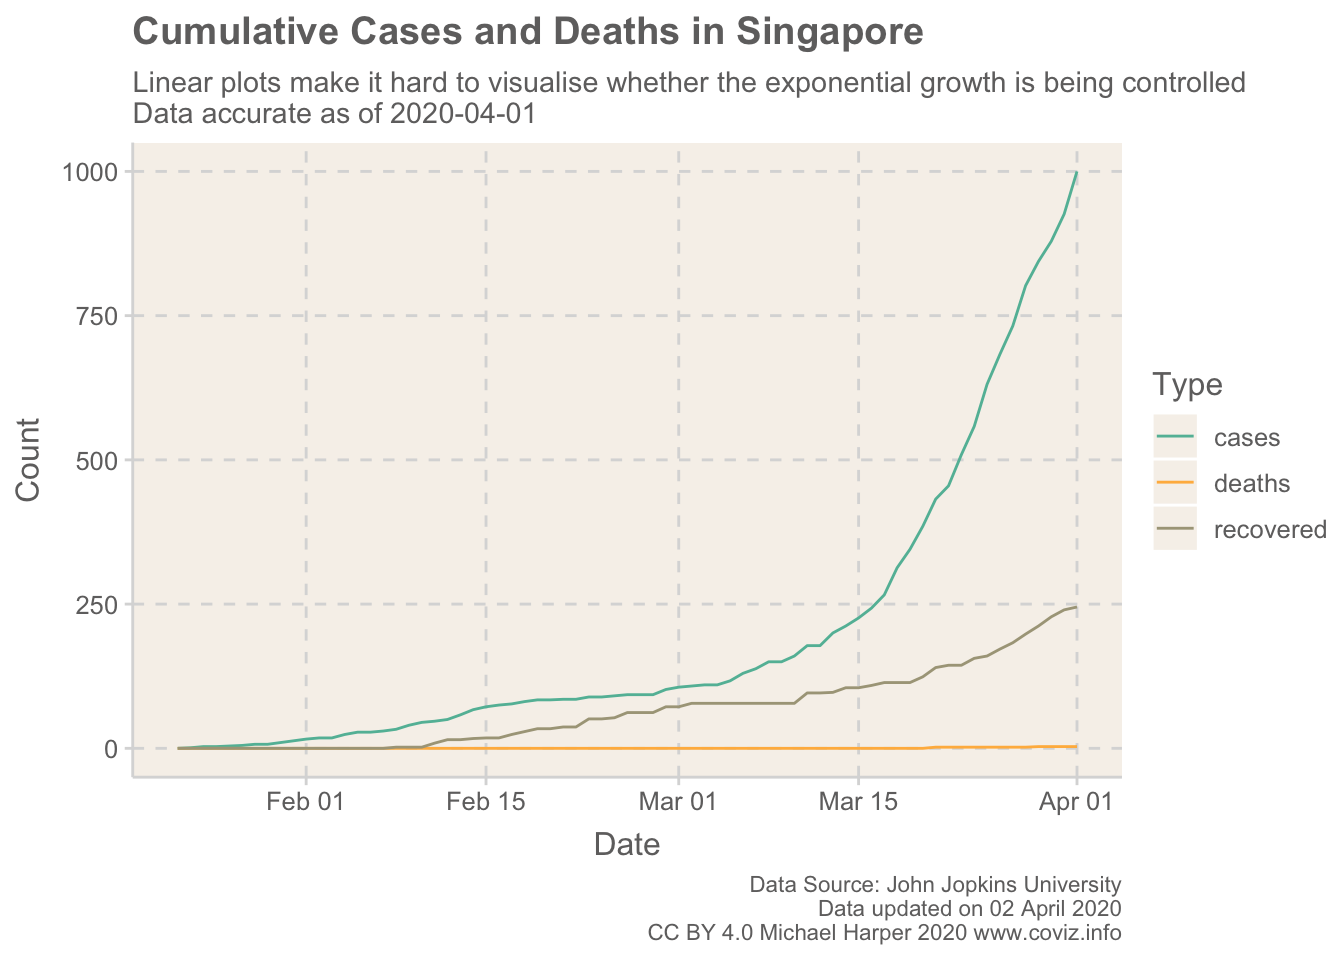 Cumulative Cases and Deaths in Singapore
Linear plots make it hard to visualise whether the exponential growth is being controlled
Data accurate as of 2020-04-01
1000
750
500
250
0
Count
Feb 01
Feb 15
Mar 01
Mar 15
Apr 01
Date
Type
cases
deaths
recovered
Data Source: John Jopkins University
Data updated on 02 April 2020
CC BY 4.0 Michael Harper 2020 www.coviz.info